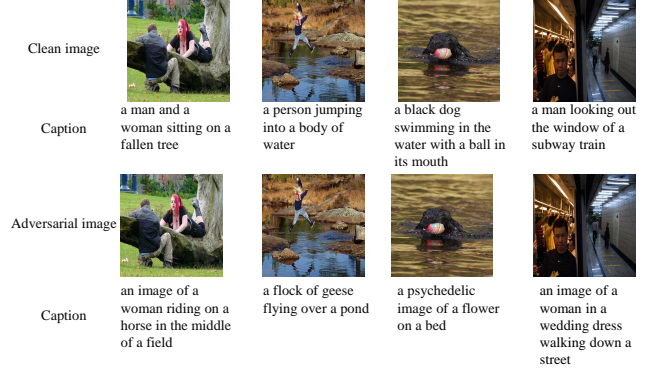 Clean image
Caption
a man and a
woman sitting on a
fallen tree
a person jumping
into a body of
water
a black dog
swimming in the
water with a ball in
its mouth
a man looking out
the window of a
subway train
Adversarial image
Caption
an image of a
woman riding on a
horse in the middle
of a field
a flock of geese
flying over a pond
a psychedelic
image of a flower
on a bed
an image of a
woman in a
wedding dress
walking down a
street